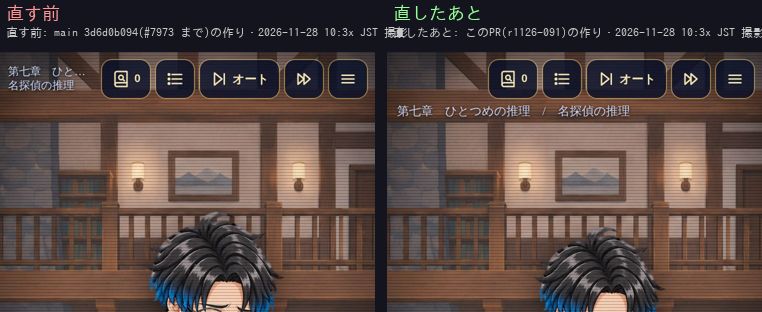 直す前
直す前: main 3d6d0b094(#7973 まで)の作り・2026-11-28 10:3x JST 撮影
第七章 ひと…
名探偵の推理
0
オート
直したあと
直したあと: このPR(r1126-091)の作り・2026-11-28 10:3x JST 撮影
0
オート
第七章 ひとつめの推理 / 名探偵の推理